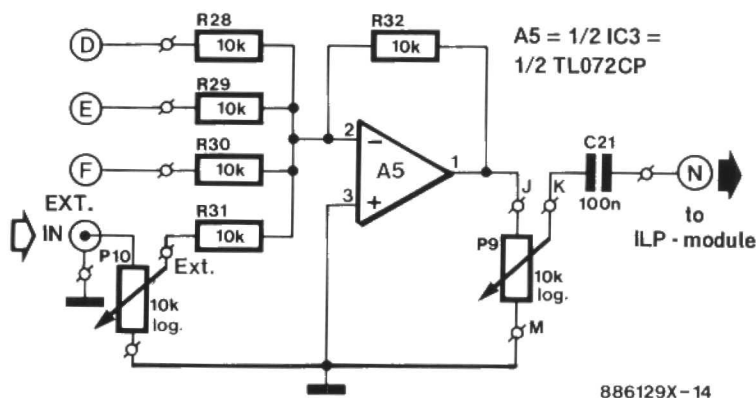 R28
10k
D
R29
10k
E
R30
10k
F
EXT.
IN
R31
10k
Ext.
P10
10k
log.
R32
10k
2
3
1
−
+
A5
A5 = 1/2 IC3 =
1/2 TL072CP
J
K
C21
100n
N
to
ILP - module
P9
10k
log.
M
886129X - 14